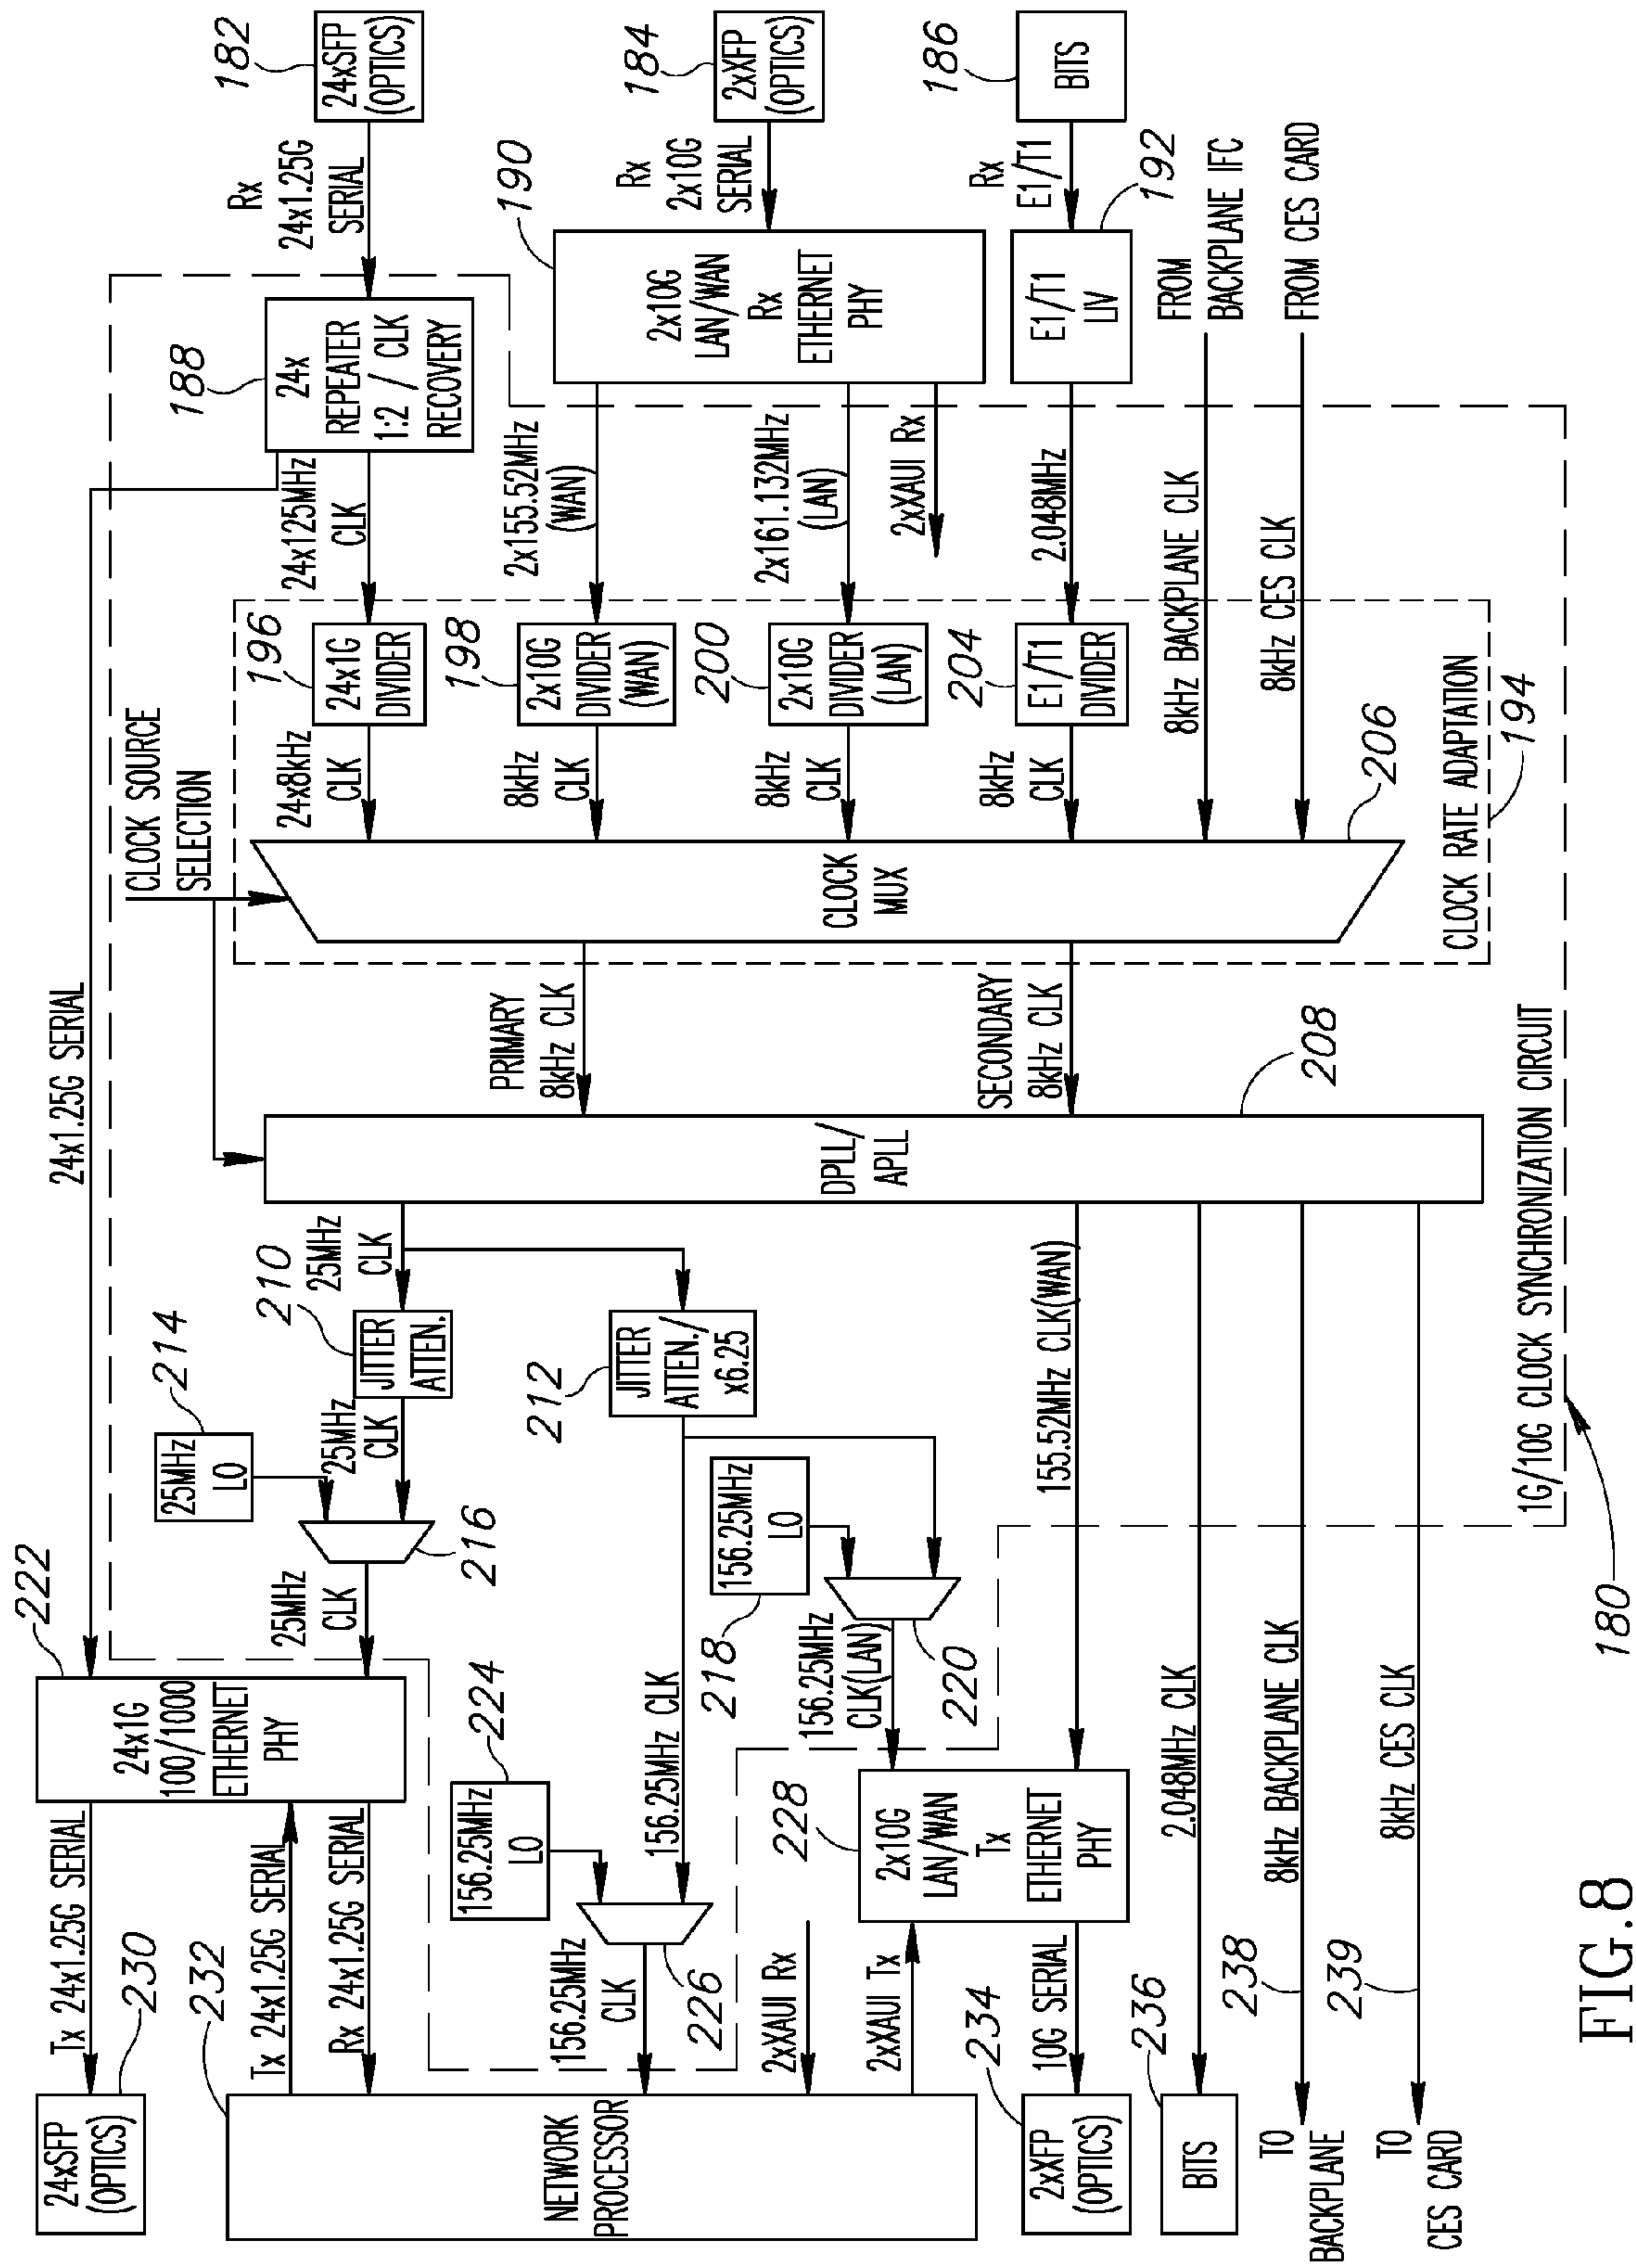 182
24xSFP
(OPTICS)
Rx
24x1.25G
SERIAL
184
2xXFP
(OPTICS)
Rx
2x10G
SERIAL
186
BITS
Rx
E1/T1
188
24x
REPEATER
1:2 / CLK
RECOVERY
190
2x10G
LAN/WAN
Rx
ETHERNET
PHY
192
E1/T1
LIV
FROM
BACKPLANE IFC
FROM CES CARD
24x125MHz
CLK
2x155.52MHz
(WAN)
2x161.132MHz
(LAN)
2xXAUI Rx
2.048MHz
8kHz BACKPLANE CLK
8kHz CES CLK
196
24x1G
DIVIDER
198
2x10G
DIVIDER
(WAN)
200
2x10G
DIVIDER
(LAN)
204
E1/T1
DIVIDER
CLOCK SOURCE
SELECTION
24x8kHz
CLK
8kHz
CLK
8kHz
CLK
8kHz
CLK
206
CLOCK
MUX
CLOCK RATE ADAPTATION
194
24x1.25G SERIAL
PRIMARY
8kHz CLK
SECONDARY
8kHz CLK
208
DPLL/
APLL
1G/10G CLOCK SYNCHRONIZATION CIRCUIT
180
25MHz
CLK
210
JITTER
ATTEN.
212
JITTER
ATTEN./
x6.25
155.52MHz CLK(WAN)
214
25MHz
LO
25MHz
CLK
216
25MHz
CLK
156.25MHz
LO
218
220
156.25MHz
CLK(LAN)
156.25MHz CLK
222
24x1G
100/1000
ETHERNET
PHY
224
156.25MHz
LO
226
156.25MHz
CLK
228
2x10G
LAN/WAN
Tx
ETHERNET
PHY
2.048MHz CLK
8kHz BACKPLANE CLK
8kHz CES CLK
Tx 24x1.25G SERIAL
Tx 24x1.25G SERIAL
Rx 24x1.25G SERIAL
2xXAUI Rx
2xXAUI Tx
10G SERIAL
230
24xSFP
(OPTICS)
232
NETWORK
PROCESSOR
234
2xXFP
(OPTICS)
236
BITS
238
TO
BACKPLANE
239
TO
CES CARD
FIG.8